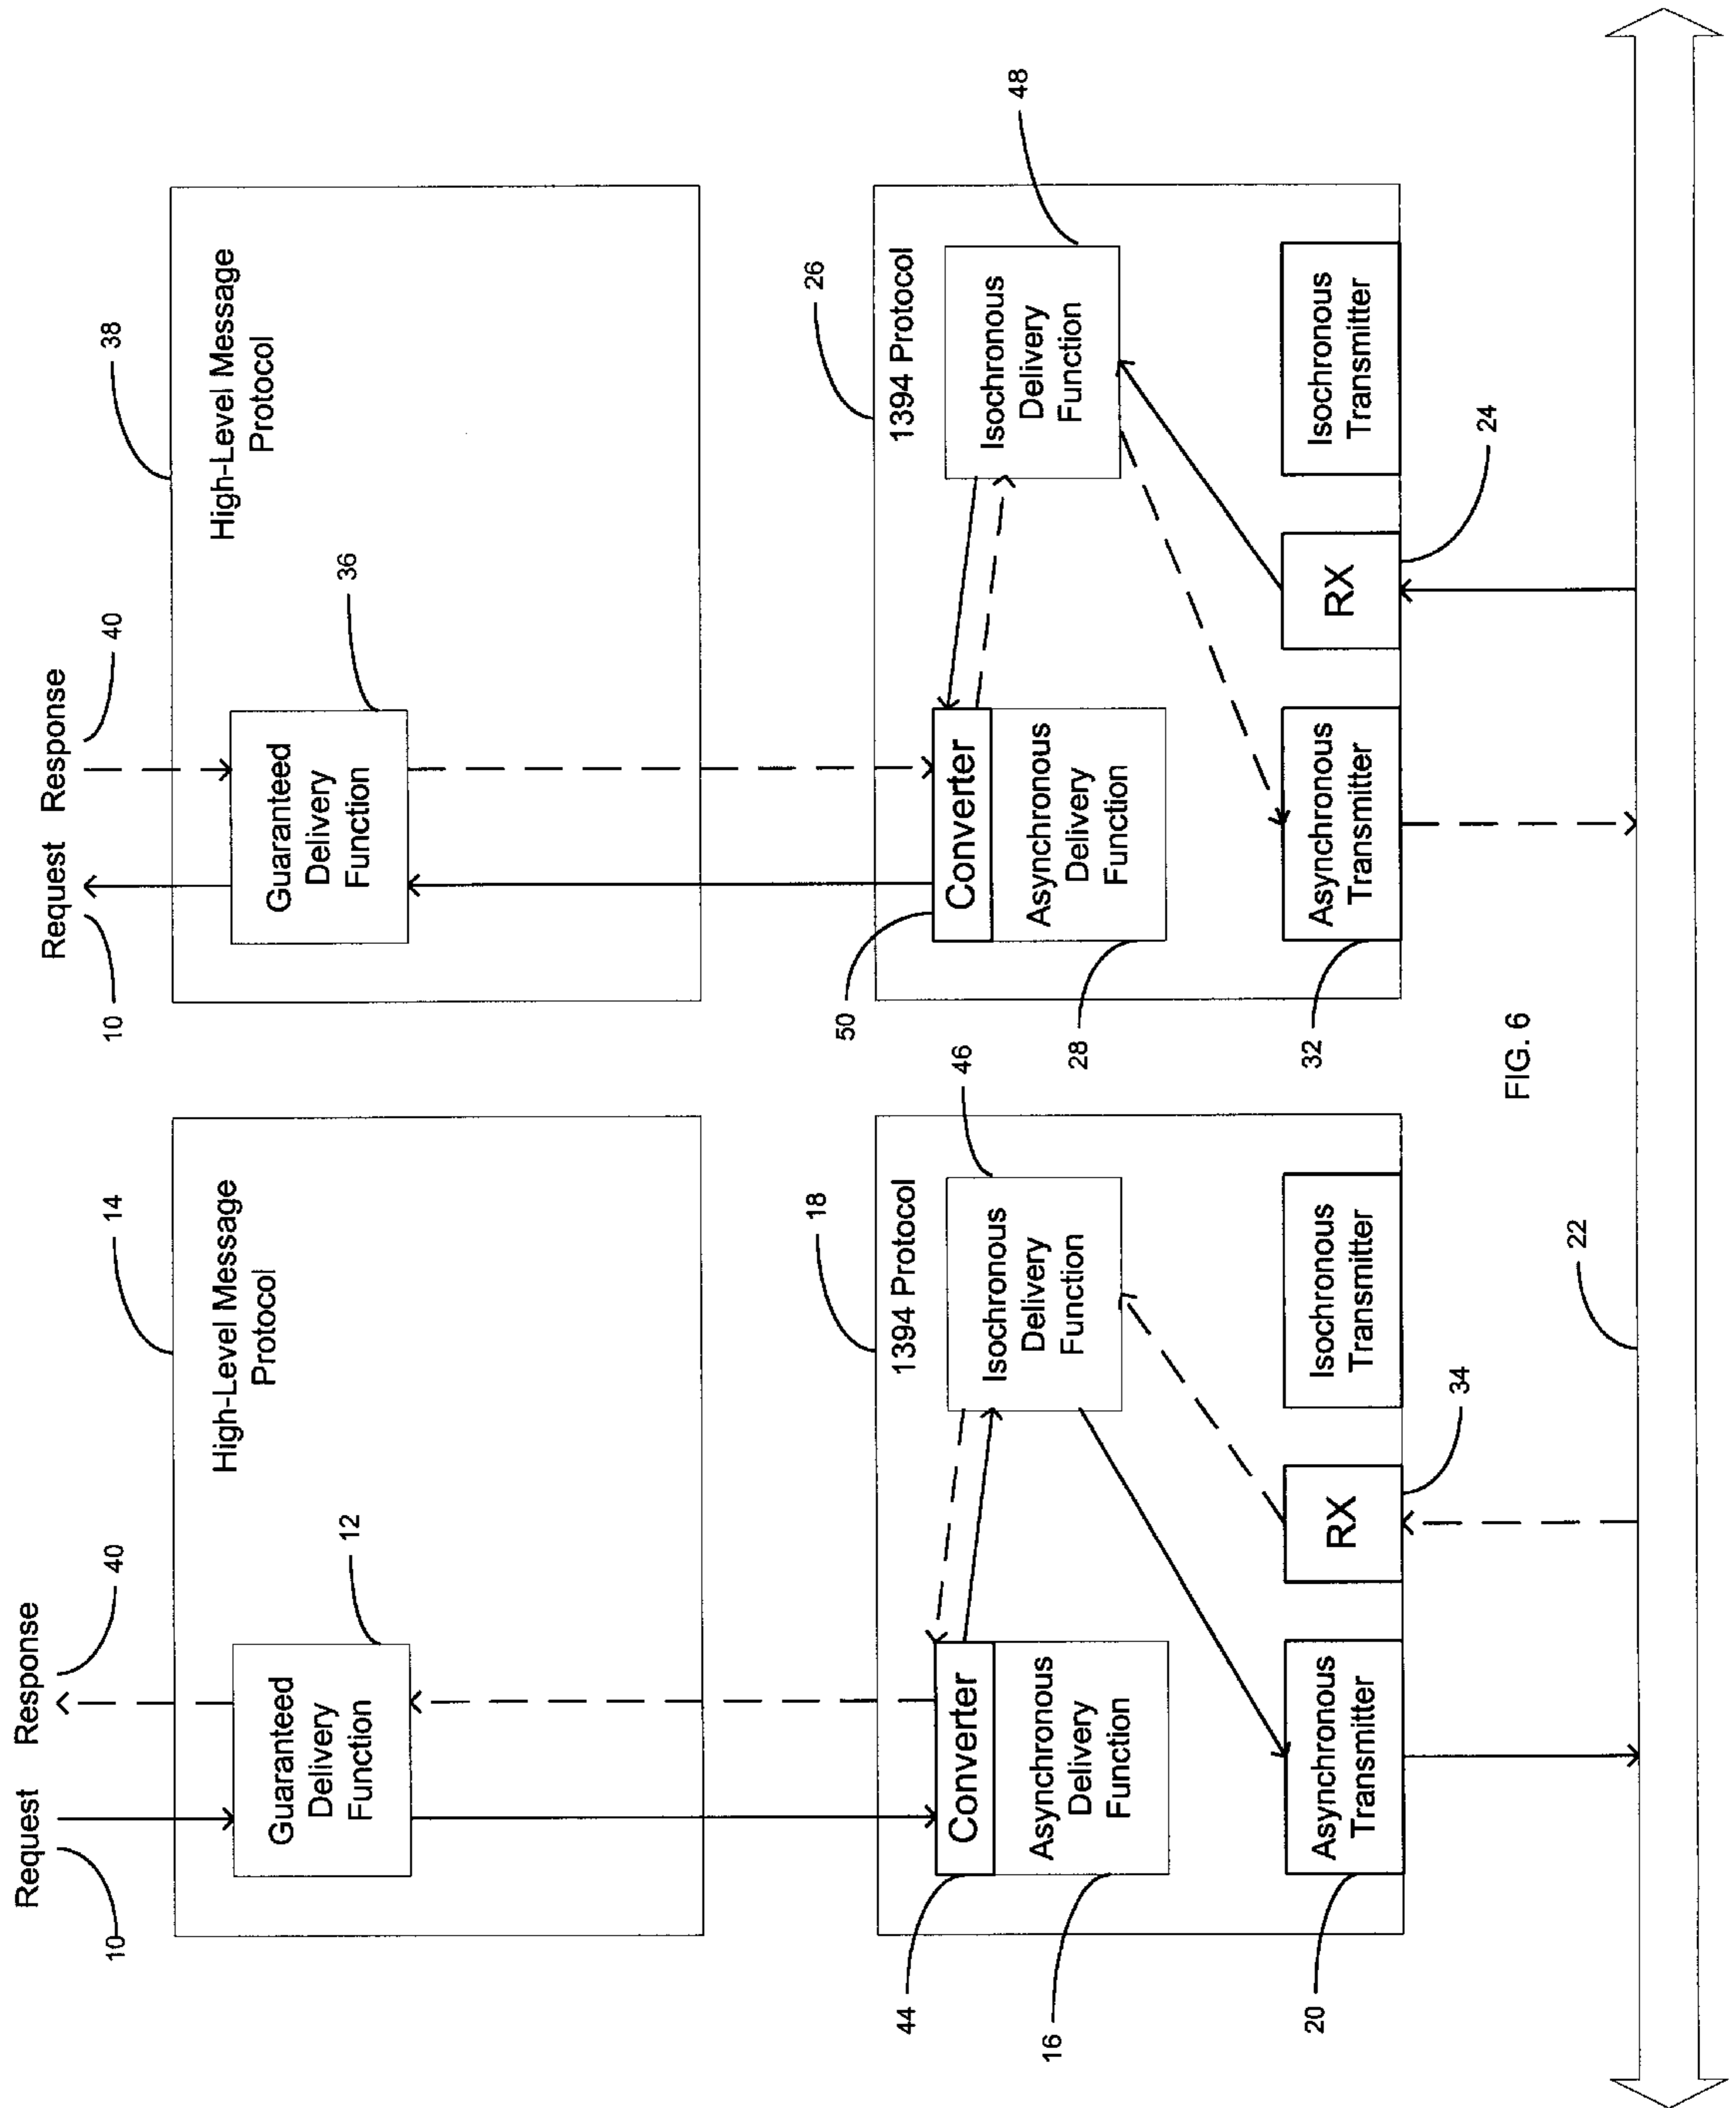 Request
Response
10
40
14
High-Level Message
Protocol
12
Guaranteed
Delivery
Function
18
1394 Protocol
46
44
Converter
16
Asynchronous
Delivery
Function
Isochronous
Delivery
Function
20
Asynchronous
Transmitter
RX
34
Isochronous
Transmitter
Request
Response
10
40
38
High-Level Message
Protocol
36
Guaranteed
Delivery
Function
26
1394 Protocol
48
50
Converter
28
Asynchronous
Delivery
Function
Isochronous
Delivery
Function
32
Asynchronous
Transmitter
RX
24
Isochronous
Transmitter
FIG. 6
22